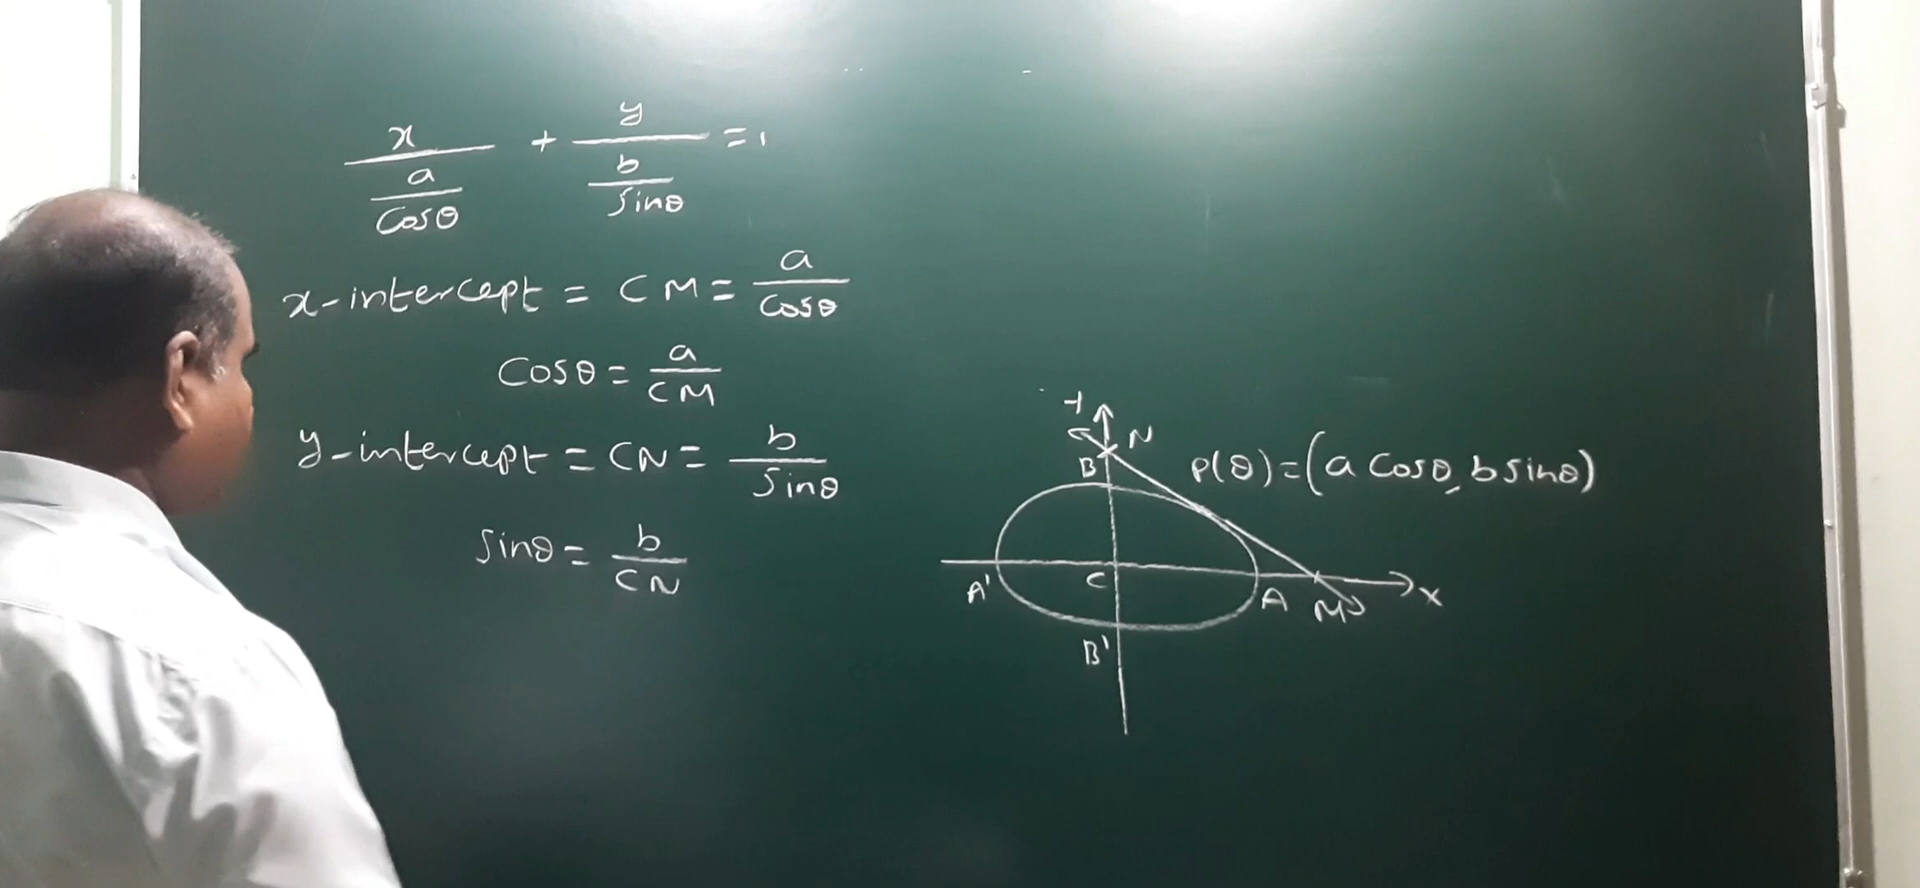 x/(a/Cosθ) + y/(b/Sinθ) = 1
x-intercept = CM = a/Cosθ
Cosθ = a/CM
y-intercept = CN = b/Sinθ
Sinθ = b/CN
N
B
P(θ) = (a Cosθ, b Sinθ)
A'
C
A
M
x
B'